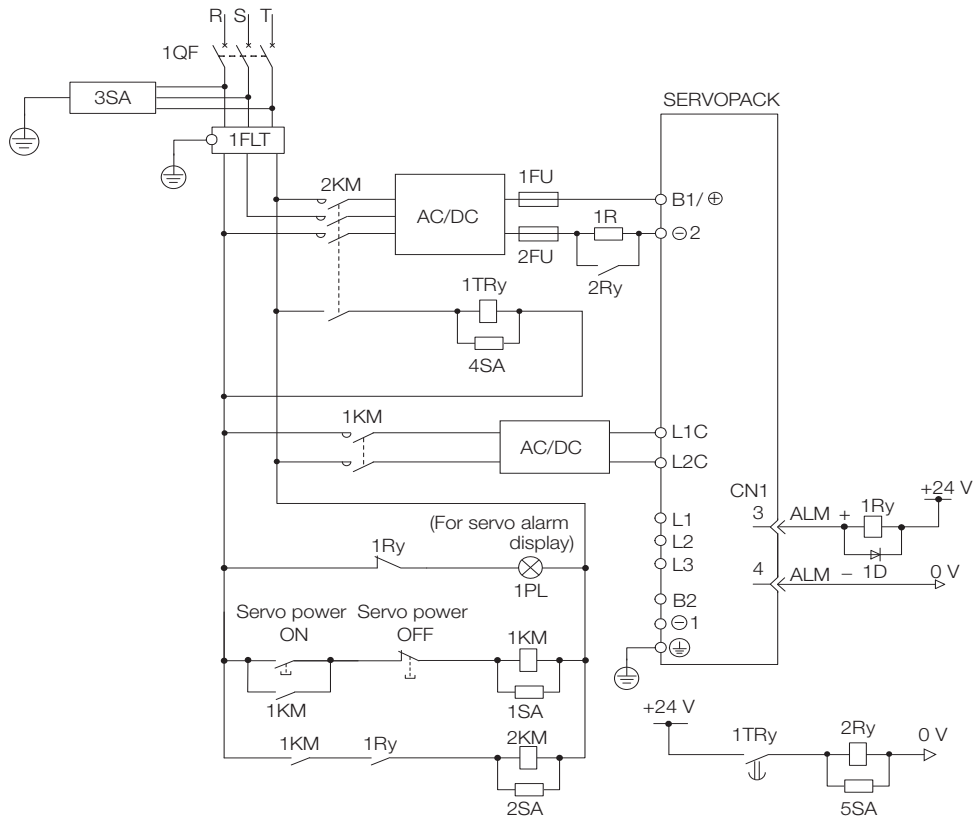 R S T
1QF
3SA
1FLT
SERVOPACK
2KM
AC/DC
1FU
B1/ ⊕
1R
⊖2
2FU
2Ry
1TRy
4SA
1KM
AC/DC
L1C
L2C
CN1
+24 V
3
ALM +
1Ry
L1
(For servo alarm
display)
L2
1Ry
L3
4
ALM −
1D
0 V
1PL
B2
Servo power
ON
Servo power
OFF
⊖1
1KM
1KM
1SA
+24 V
1KM
1Ry
2KM
1TRy
2Ry
0 V
2SA
5SA